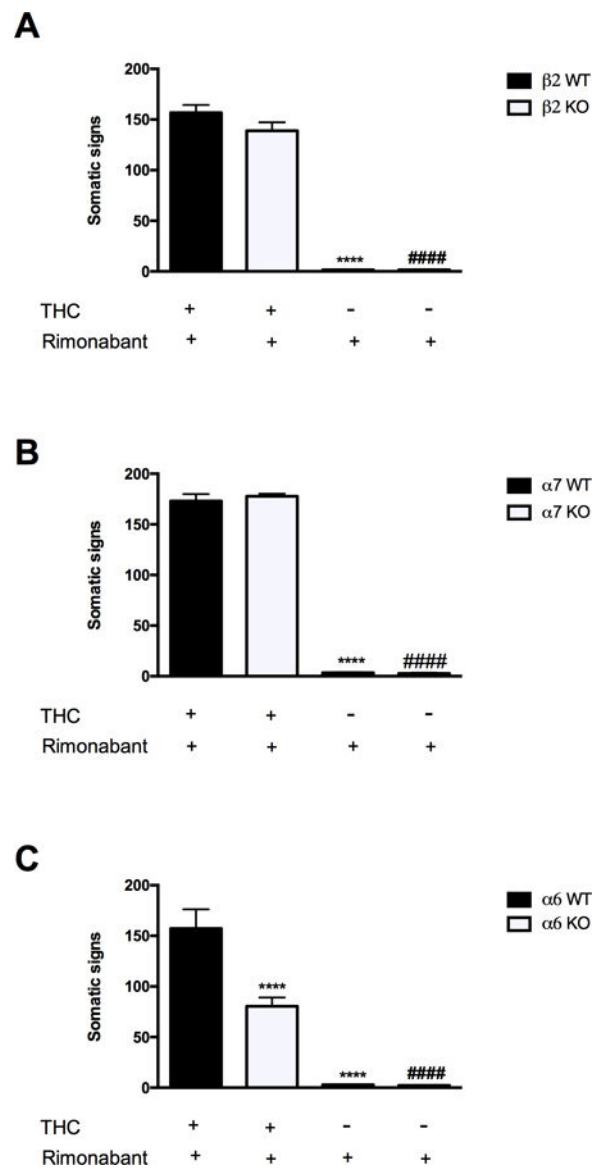 A
200
150
100
50
0
Somatic signs
****
####
β2 WT
β2 KO
THC + + - -
Rimonabant + + + +
B
200
150
100
50
0
Somatic signs
****
####
α7 WT
α7 KO
THC + + - -
Rimonabant + + + +
C
200
150
100
50
0
Somatic signs
****
****
####
α6 WT
α6 KO
THC + + - -
Rimonabant + + + +